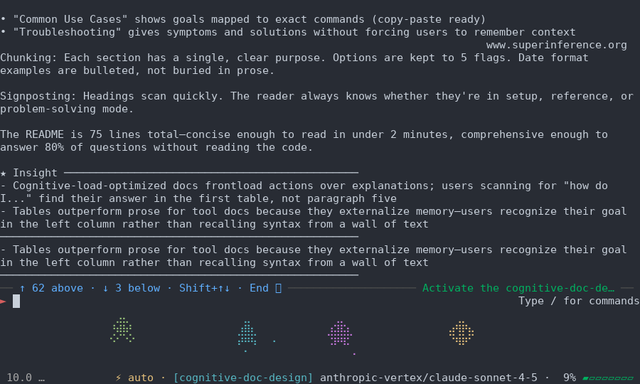 • "Common Use Cases" shows goals mapped to exact commands (copy-paste ready)
• "Troubleshooting" gives symptoms and solutions without forcing users to remember context
www.superinference.org
Chunking: Each section has a single, clear purpose. Options are kept to 5 flags. Date format
examples are bulleted, not buried in prose.
Signposting: Headings scan quickly. The reader always knows whether they're in setup, reference, or
problem-solving mode.
The README is 75 lines total—concise enough to read in under 2 minutes, comprehensive enough to
answer 80% of questions without reading the code.
★ Insight
- Cognitive-load-optimized docs frontload actions over explanations; users scanning for "how do
I..." find their answer in the first table, not paragraph five
- Tables outperform prose for tool docs because they externalize memory—users recognize their goal
in the left column rather than recalling syntax from a wall of text
- Tables outperform prose for tool docs because they externalize memory—users recognize their goal
in the left column rather than recalling syntax from a wall of text
↑ 62 above · ↓ 3 below · Shift+↑↓ · End Activate the cognitive-doc-de…
Type / for commands
10.0 … ⚡ auto · [cognitive-doc-design] anthropic-vertex/claude-sonnet-4-5 · 9%